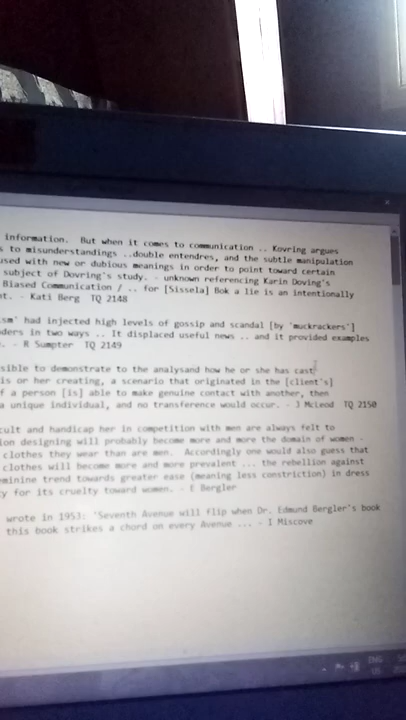 information.  But when it comes to communication .. Kovring argues
s to misunderstandings ..double entendres, and the subtle manipulation
used with new or dubious meanings in order to point toward certain
subject of Dovring's study. - unknown referencing Karin Doving's
Biased Communication / .. for [Sissela] Bok a lie is an intentionally
nt. - Kati Berg  TQ 2148
ism' had injected high levels of gossip and scandal [by 'muckrackers']
aders in two ways .. It displaced useful news .. and it provided examples
. - R Sumpter  TQ 2149
sible to demonstrate to the analysand how he or she has cast
is or her creating, a scenario that originated in the [client's]
f a person [is] able to make genuine contact with another, then
a unique individual, and no transference would occur. - J McLeod  TQ 2150
cult and handicap her in competition with men are always felt to
ion designing will probably become more and more the domain of women -
clothes they wear than are men.  Accordingly one would also guess that
clothes will become more and more prevalent ... the rebellion against
eminine trend towards greater ease (meaning less constriction) in dress
ty for its cruelty toward women. - E Bergler
wrote in 1953: 'Seventh Avenue will flip when Dr. Edmund Bergler's book
this book strikes a chord on every Avenue ... - I Miscove
ENG